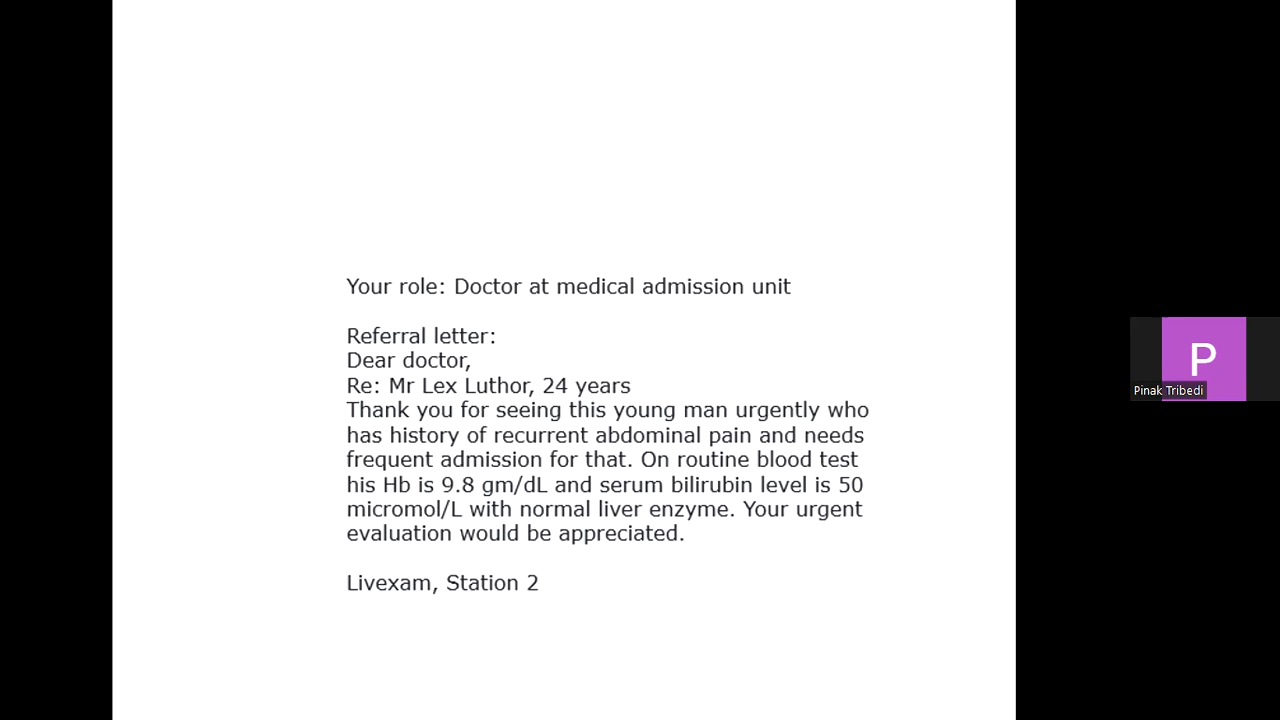 Your role: Doctor at medical admission unit
Referral letter:
Dear doctor,
Re: Mr Lex Luthor, 24 years
Thank you for seeing this young man urgently who
has history of recurrent abdominal pain and needs
frequent admission for that. On routine blood test
his Hb is 9.8 gm/dL and serum bilirubin level is 50
micromol/L with normal liver enzyme. Your urgent
evaluation would be appreciated.
Livexam, Station 2
P
Pinak Tribedi